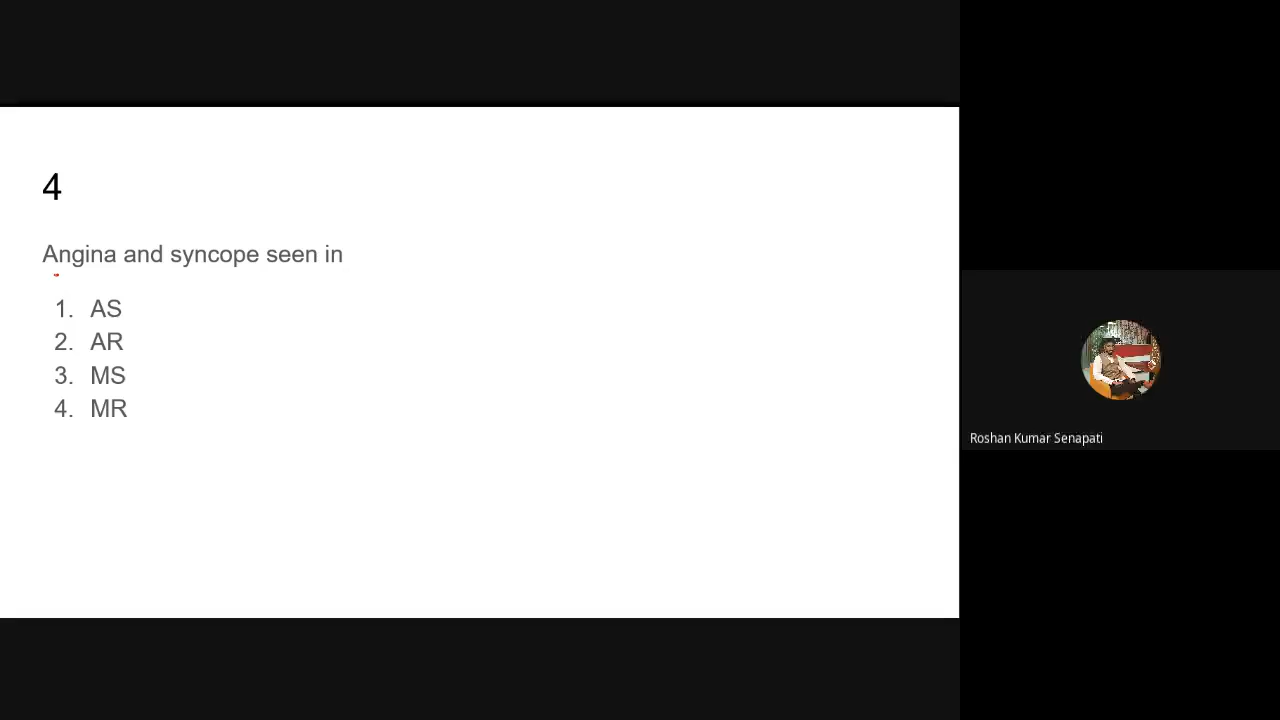 4
Angina and syncope seen in
1. AS
2. AR
3. MS
4. MR
Roshan Kumar Senapati